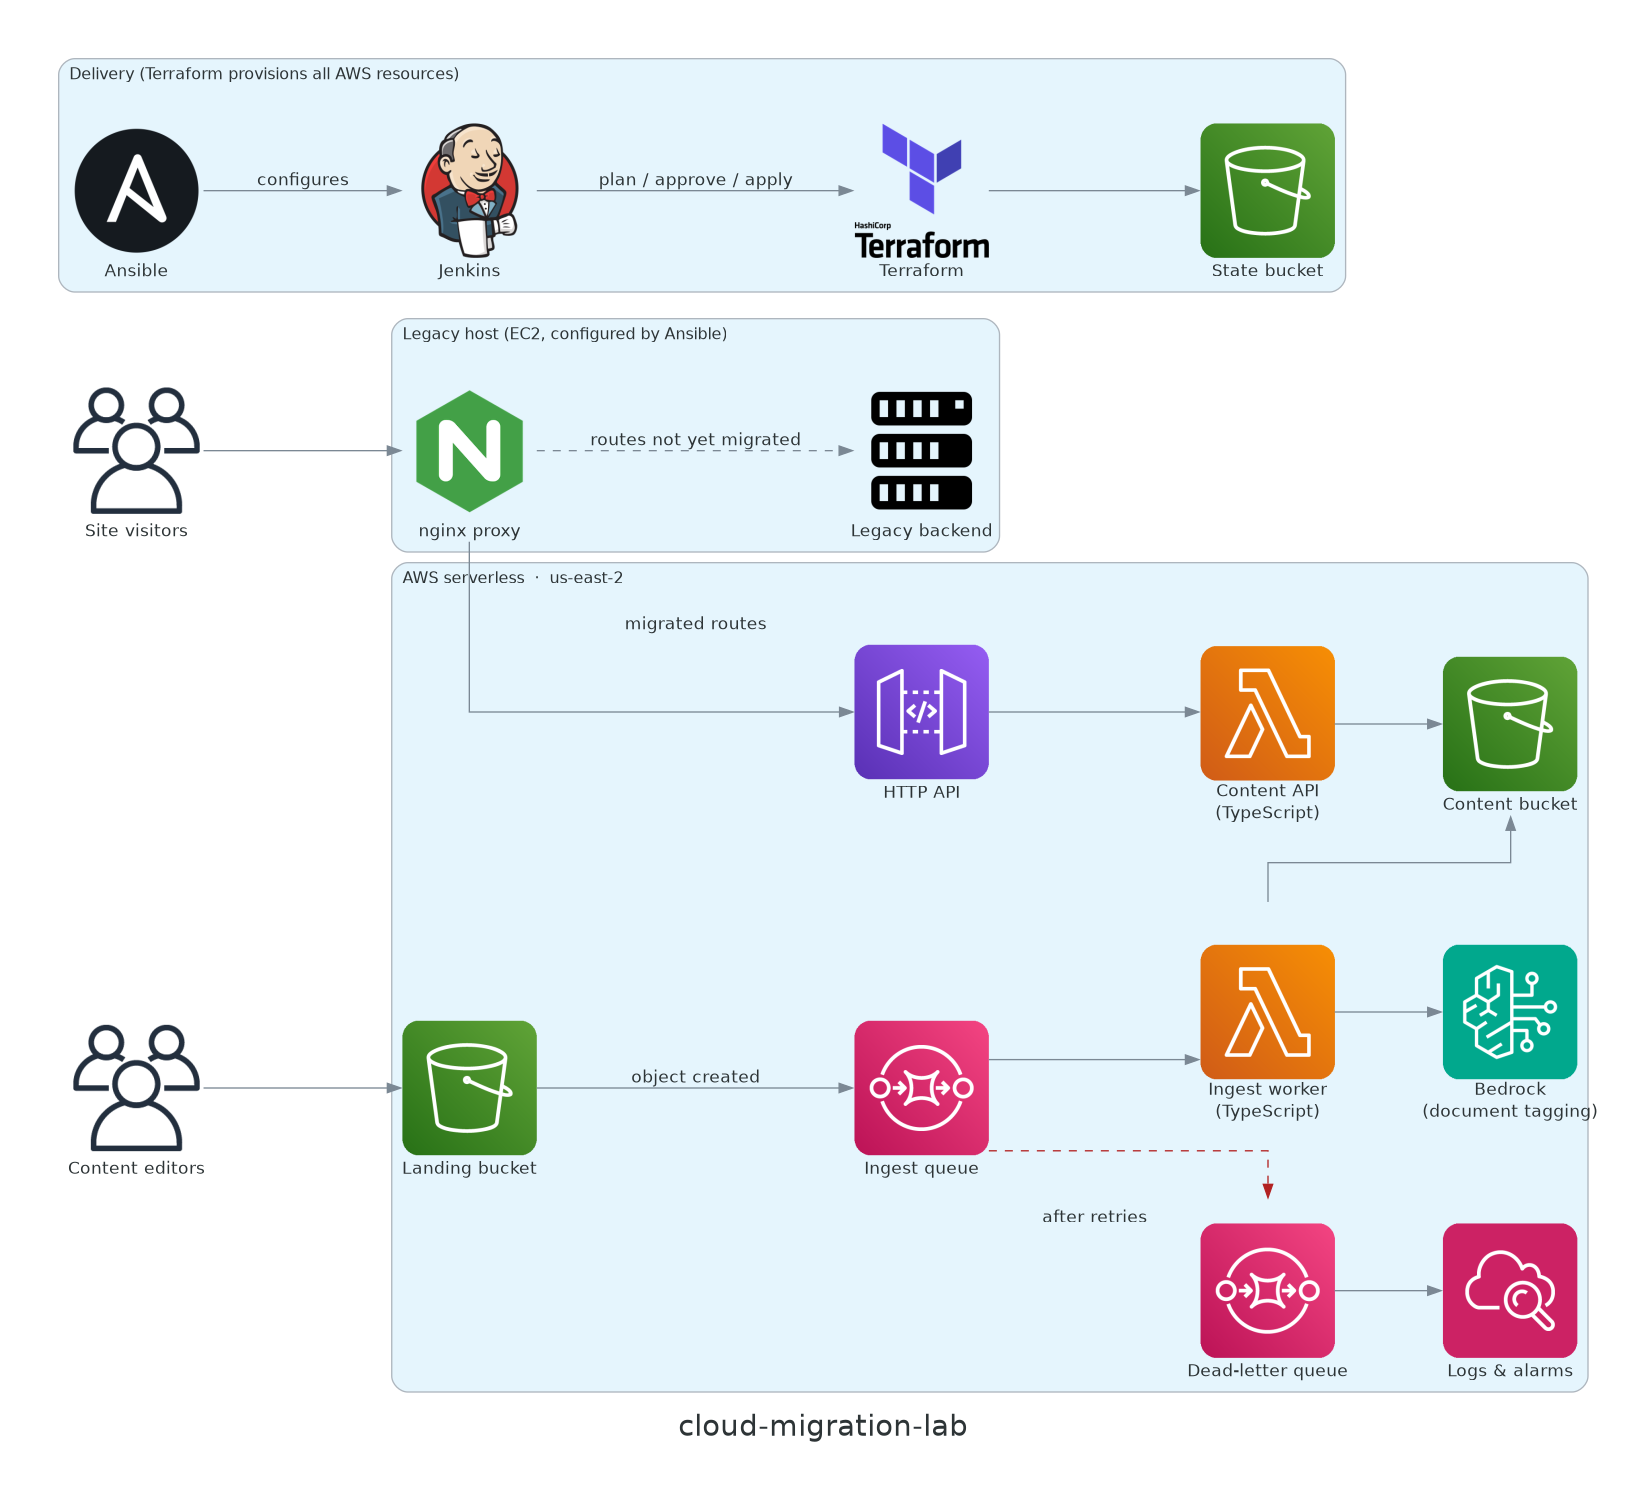 Delivery (Terraform provisions all AWS resources)
configures
plan / approve / apply
HashiCorp
Terraform
Ansible
Jenkins
Terraform
State bucket
Legacy host (EC2, configured by Ansible)
routes not yet migrated
Site visitors
nginx proxy
Legacy backend
AWS serverless · us-east-2
migrated routes
HTTP API
Content API
(TypeScript)
Content bucket
object created
Ingest worker
(TypeScript)
Bedrock
(document tagging)
Content editors
Landing bucket
Ingest queue
after retries
Dead-letter queue
Logs & alarms
cloud-migration-lab